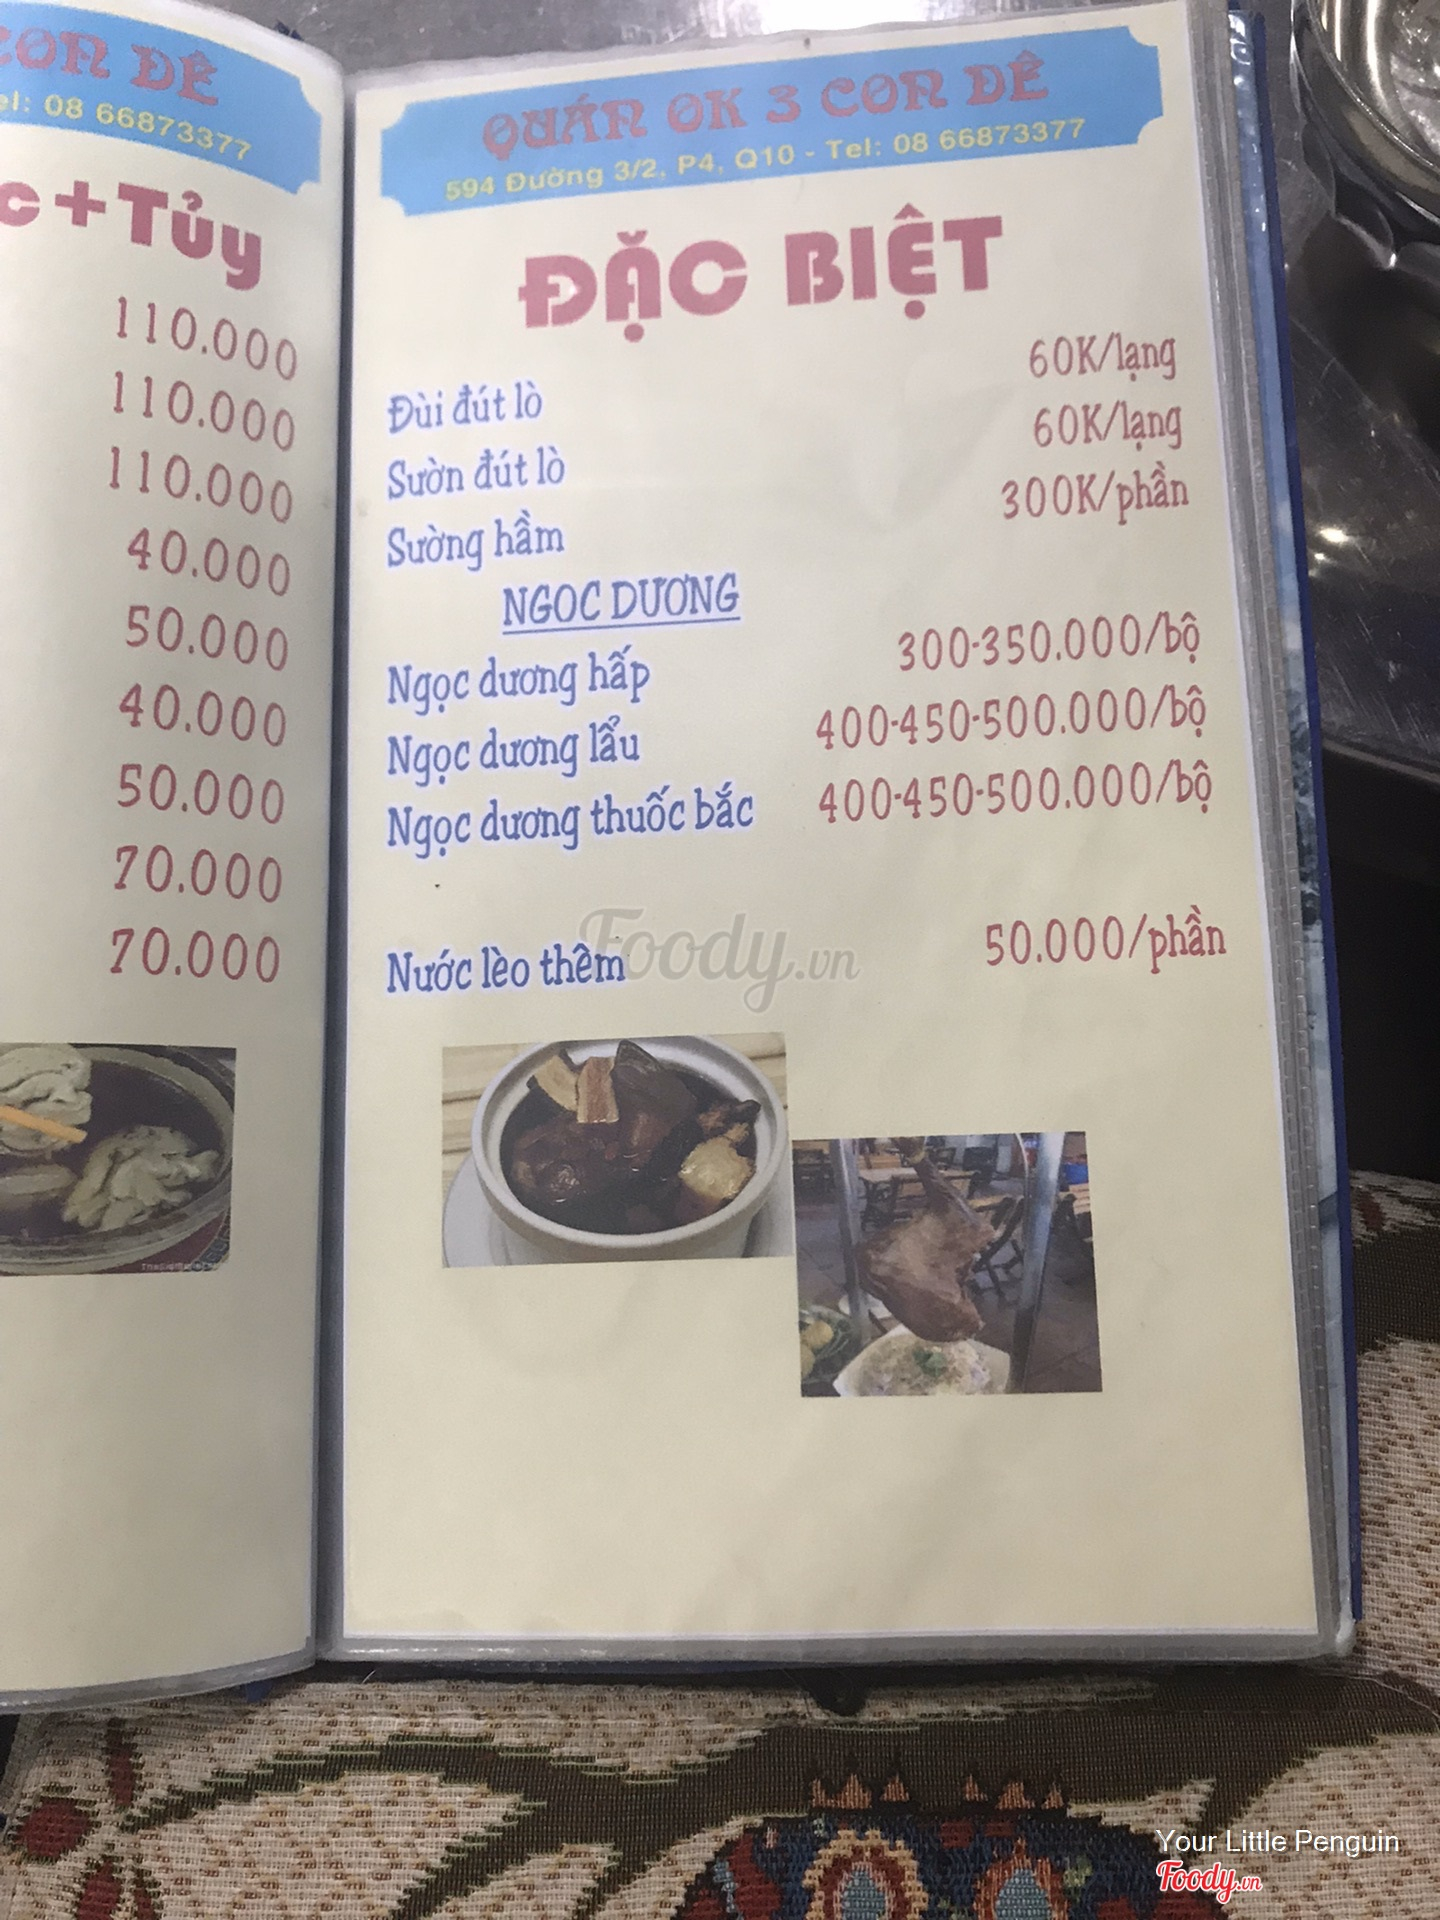 CON DÊ
el: 08 66873377
c+Tủy
110.000
110.000
110.000
40.000
50.000
40.000
50.000
70.000
70.000
QUÁN OK 3 CON DÊ
594 Đường 3/2, P4, Q10 - Tel: 08 66873377
ĐẶC BIỆT
Đùi đút lò 60K/lạng
Sườn đút lò 60K/lạng
Sường hầm 300K/phần
NGOC DƯƠNG
Ngọc dương hấp 300-350.000/bộ
Ngọc dương lẩu 400-450-500.000/bộ
Ngọc dương thuốc bắc 400-450-500.000/bộ
Nước lèo thêm 50.000/phần
Foody.vn
Your Little Penguin
Foody.vn